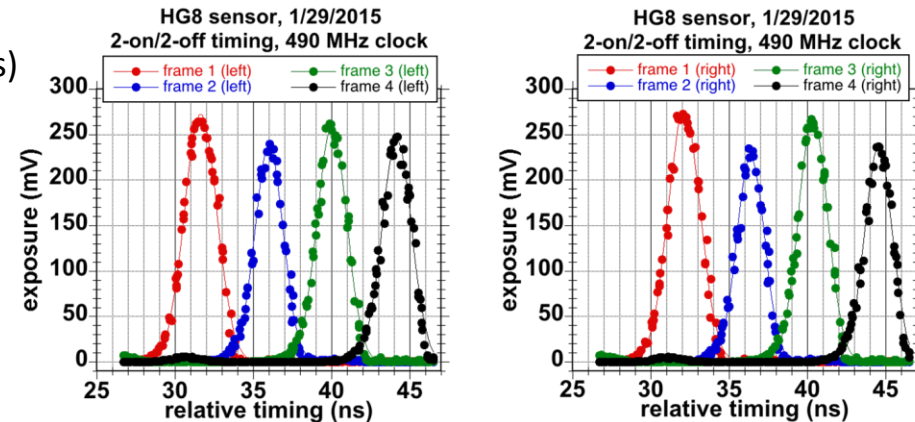 s)
HG8 sensor, 1/29/2015
2-on/2-off timing, 490 MHz clock
frame 1 (left)
frame 2 (left)
frame 3 (left)
frame 4 (left)
exposure (mV)
300
250
200
150
100
50
0
25 30 35 40 45
relative timing (ns)
HG8 sensor, 1/29/2015
2-on/2-off timing, 490 MHz clock
frame 1 (right)
frame 2 (right)
frame 3 (right)
frame 4 (right)
exposure (mV)
300
250
200
150
100
50
0
25 30 35 40 45
relative timing (ns)